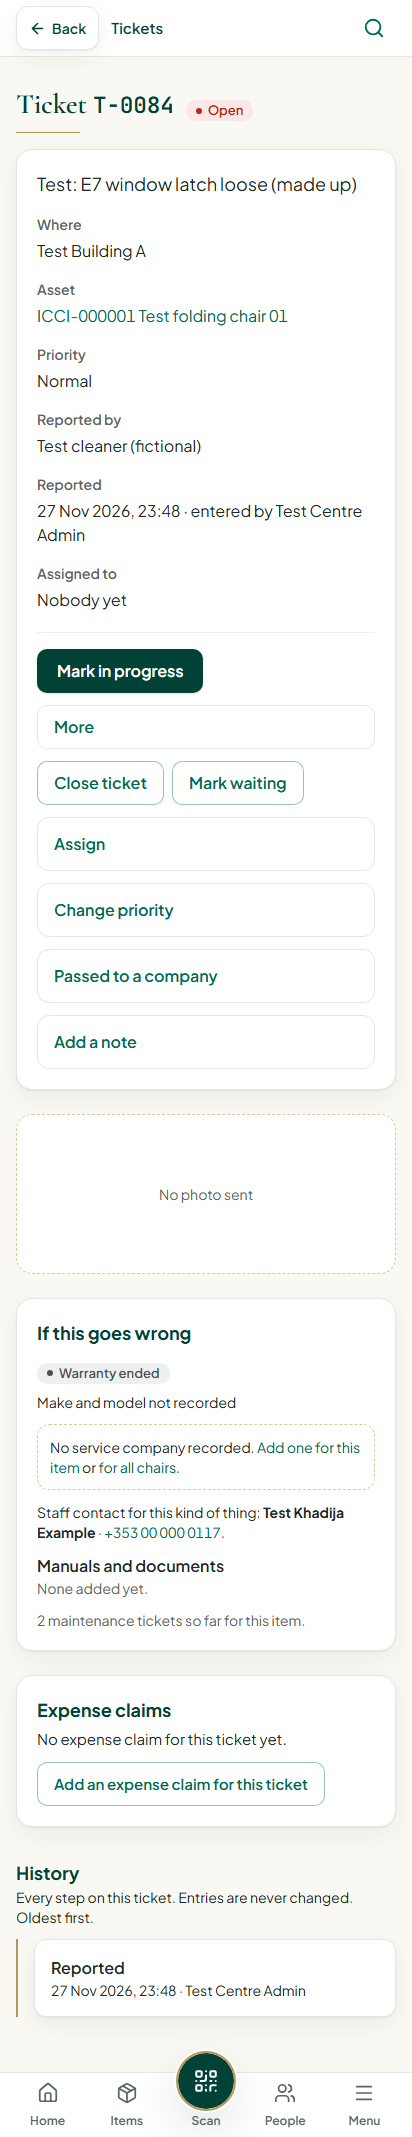 Back
Tickets
Ticket T-0084
Open
Test: E7 window latch loose (made up)
Where
Test Building A
Asset
ICCI-000001 Test folding chair 01
Priority
Normal
Reported by
Test cleaner (fictional)
Reported
27 Nov 2026, 23:48 · entered by Test Centre
Admin
Assigned to
Nobody yet
Mark in progress
More
Close ticket
Mark waiting
Assign
Change priority
Passed to a company
Add a note
No photo sent
If this goes wrong
Warranty ended
Make and model not recorded
No service company recorded. Add one for this
item or for all chairs.
Staff contact for this kind of thing: Test Khadija
Example · +353 00 000 0117.
Manuals and documents
None added yet.
2 maintenance tickets so far for this item.
Expense claims
No expense claim for this ticket yet.
Add an expense claim for this ticket
History
Every step on this ticket. Entries are never changed.
Oldest first.
Reported
27 Nov 2026, 23:48 · Test Centre Admin
Home
Items
Scan
People
Menu